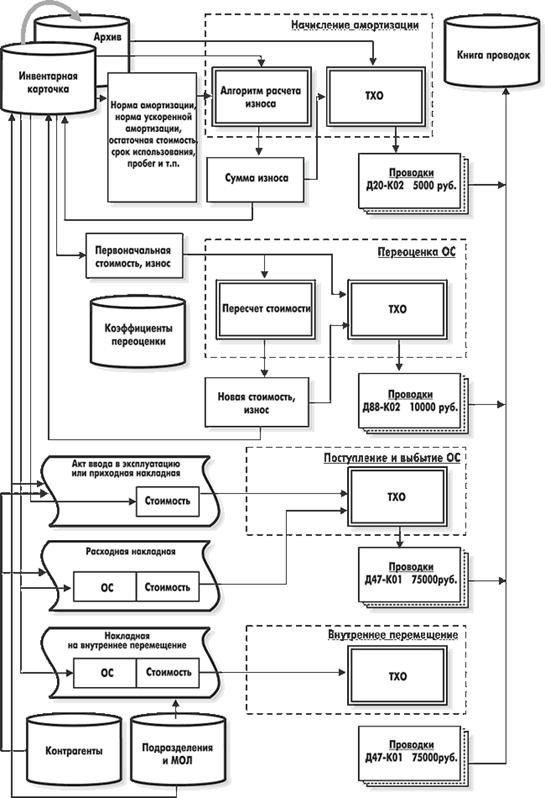 Архив
Инвентарная
карточка
Начисление амортизации
Алгоритм расчета
износа
ТХО
Книга проводок
Норма амортизации,
норма ускоренной
амортизации,
остаточная стоимость,
срок использования,
пробег и т.п.
Сумма износа
Проводки
Д20-К02 5000 руб.
Первоначальная
стоимость, износ
Переоценка ОС
Пересчет стоимости
ТХО
Коэффициенты
переоценки
Новая стоимость,
износ
Проводки
Д88-К02 10000 руб.
Акт ввода в эксплуатацию
или приходная накладная
Стоимость
Поступление и выбытие ОС
ТХО
Расходная накладная
ОС Стоимость
Проводки
Д47-К01 75000руб.
Накладная
на внутреннее перемещение
ОС Стоимость
Внутреннее перемещение
ТХО
Контрагенты
Подразделения
и МОЛ
Проводки
Д47-К01 75000руб.